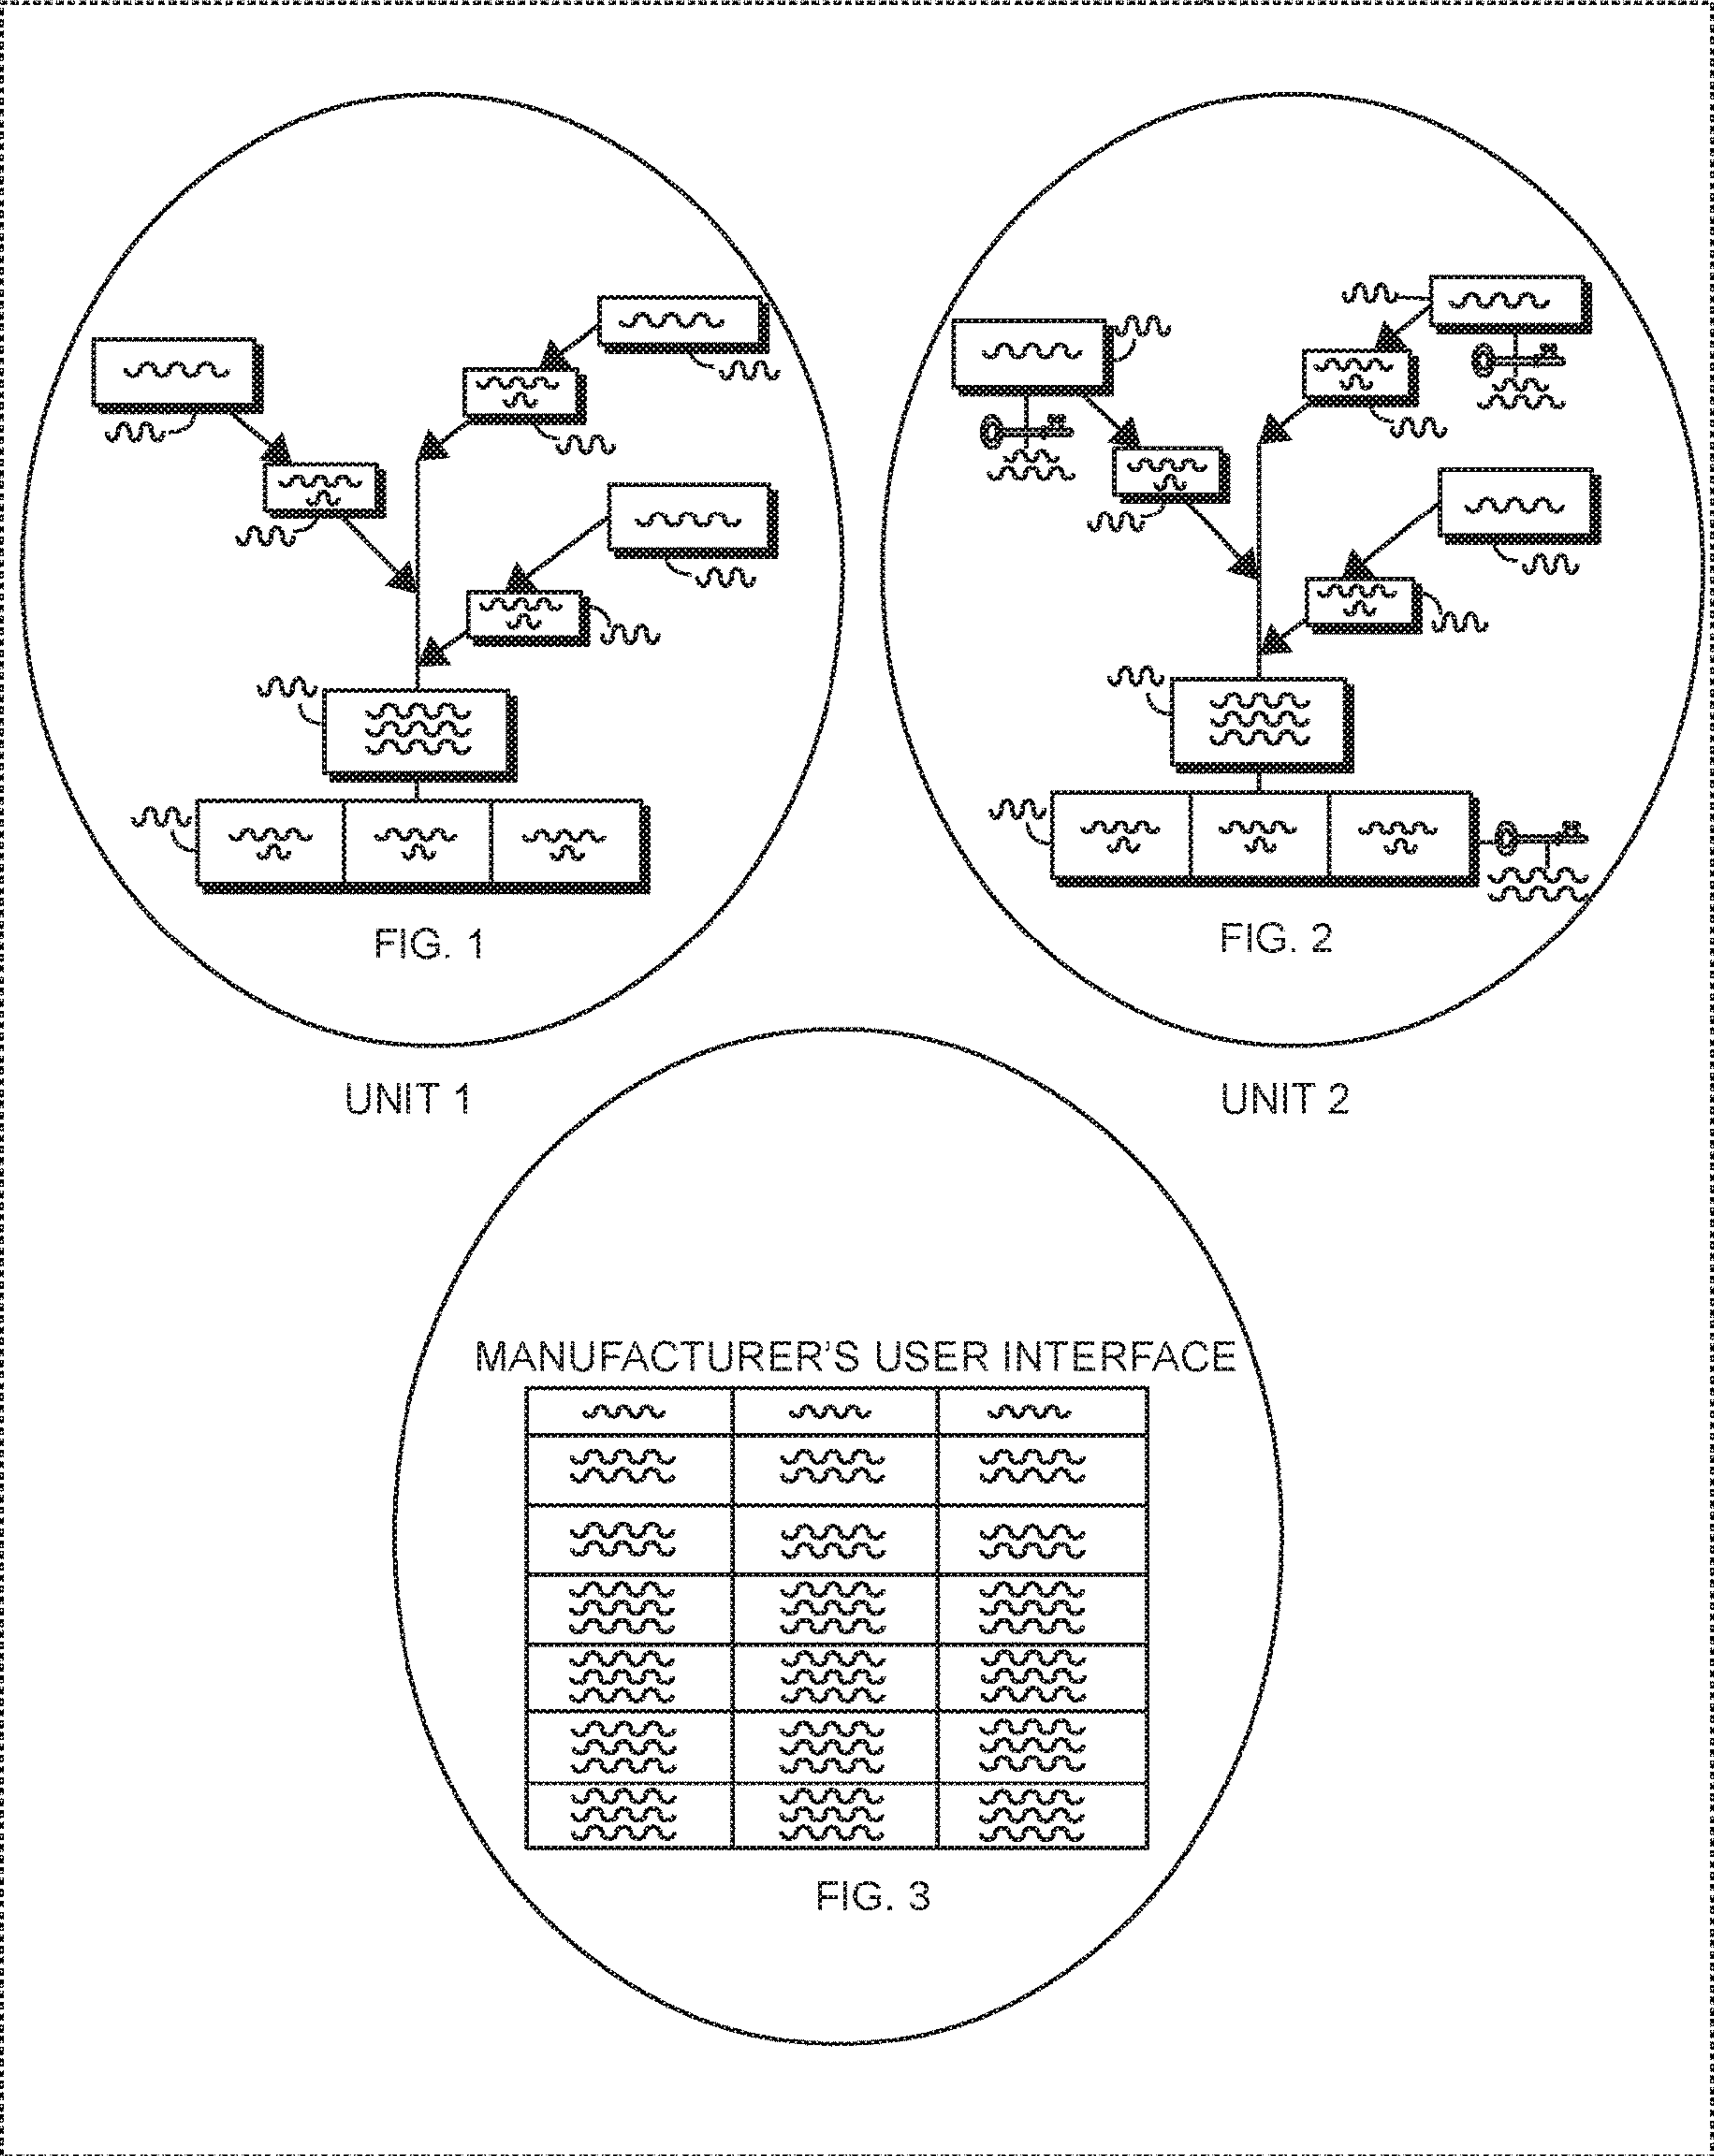 FIG. 1
FIG. 2
UNIT 1
UNIT 2
MANUFACTURER'S USER INTERFACE
FIG. 3